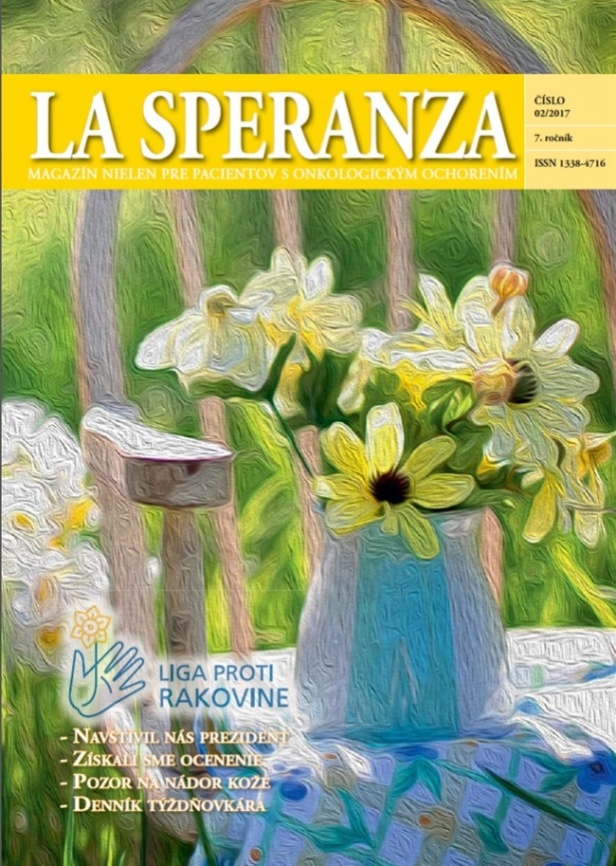 LA SPERANZA
MAGAZÍN NIELEN PRE PACIENTOV S ONKOLOGICKÝM OCHORENÍM
ČÍSLO
02/2017
7. ročník
ISSN 1338-4716
LIGA PROTI
RAKOVINE
- Navštívil nás prezident
- Získali sme ocenenie
- Pozor na nádor kože
- Denník týždňovkára